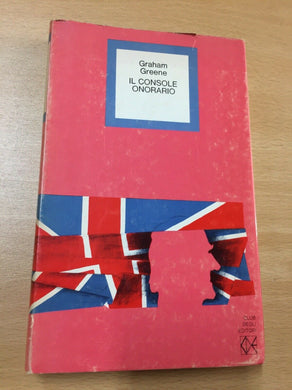 Graham
Greene
IL CONSOLE
ONORARIO
CLUB
DEGLI
EDITORI